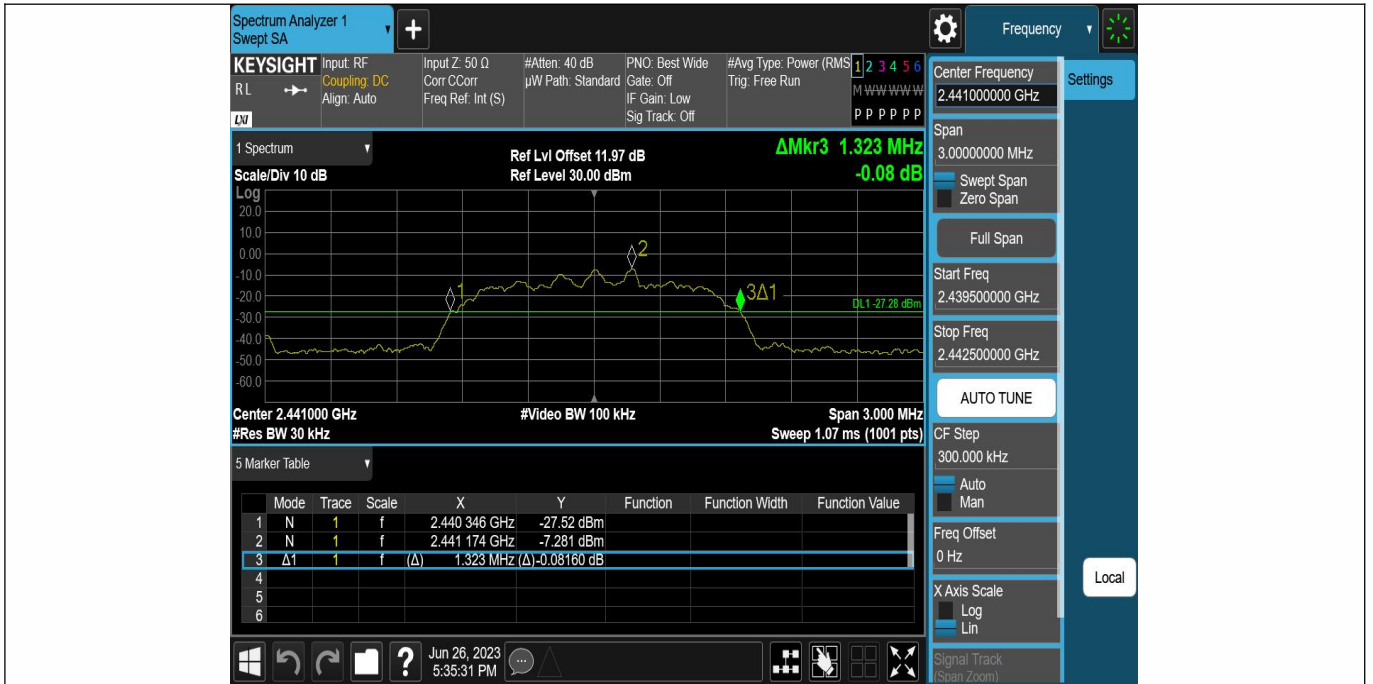 Spectrum Analyzer 1
Swept SA
+
Frequency
KEYSIGHT
RL
LXI
Input: RF
Coupling: DC
Align: Auto
Input Z: 50 Ω
Corr CCorr
Freq Ref: Int (S)
#Atten: 40 dB
µW Path: Standard
PNO: Best Wide
Gate: Off
IF Gain: Low
Sig Track: Off
#Avg Type: Power (RMS
Trig: Free Run
1 2 3 4 5 6
M W W W W W
P P P P P P
Center Frequency
2.441000000 GHz
Settings
Span
3.00000000 MHz
Swept Span
Zero Span
Full Span
Start Freq
2.439500000 GHz
Stop Freq
2.442500000 GHz
AUTO TUNE
CF Step
300.000 kHz
Auto
Man
Freq Offset
0 Hz
X Axis Scale
Log
Lin
Signal Track
(Span Zoom)
Local
1 Spectrum
Scale/Div 10 dB
Ref Lvl Offset 11.97 dB
Ref Level 30.00 dBm
ΔMkr3 1.323 MHz
-0.08 dB
Log
20.0
10.0
0.00
-10.0
-20.0
-30.0
-40.0
-50.0
-60.0
1
2
3Δ1
DL1 -27.28 dBm
Center 2.441000 GHz
#Video BW 100 kHz
Span 3.000 MHz
#Res BW 30 kHz
Sweep 1.07 ms (1001 pts)
5 Marker Table
Mode Trace Scale X Y Function Function Width Function Value
1 N 1 f 2.440 346 GHz -27.52 dBm
2 N 1 f 2.441 174 GHz -7.281 dBm
3 Δ1 1 f (Δ) 1.323 MHz (Δ) -0.08160 dB
4
5
6
?
Jun 26, 2023
5:35:31 PM